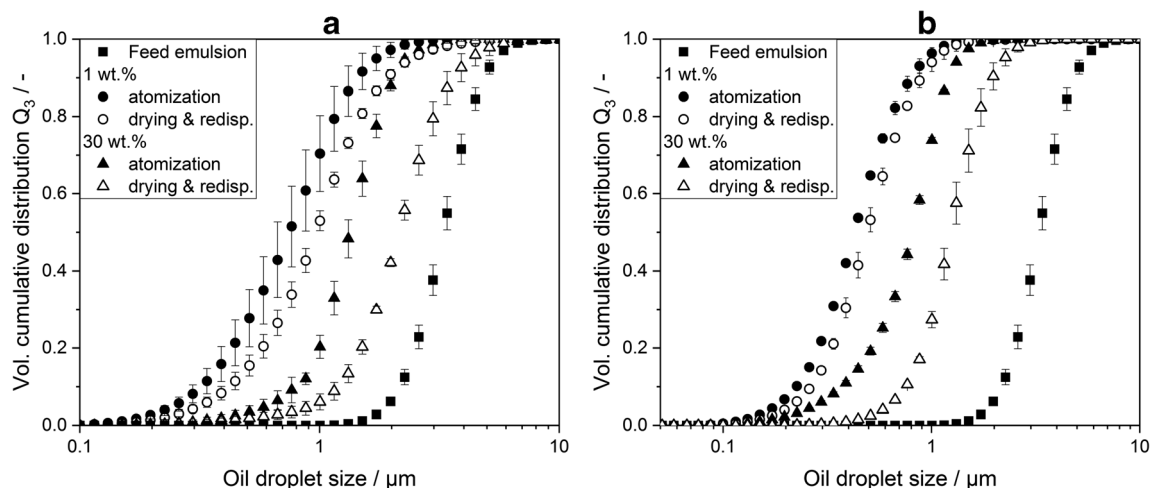 a
Vol. cumulative distribution Q₃ / -
1.0
0.8
0.6
0.4
0.2
0.0
Feed emulsion
1 wt.%
atomization
drying & redisp.
30 wt.%
atomization
drying & redisp.
0.1
1
10
Oil droplet size / µm
b
Vol. cumulative distribution Q₃ / -
1.0
0.8
0.6
0.4
0.2
0.0
Feed emulsion
1 wt.%
atomization
drying & redisp.
30 wt.%
atomization
drying & redisp.
0.1
1
10
Oil droplet size / µm